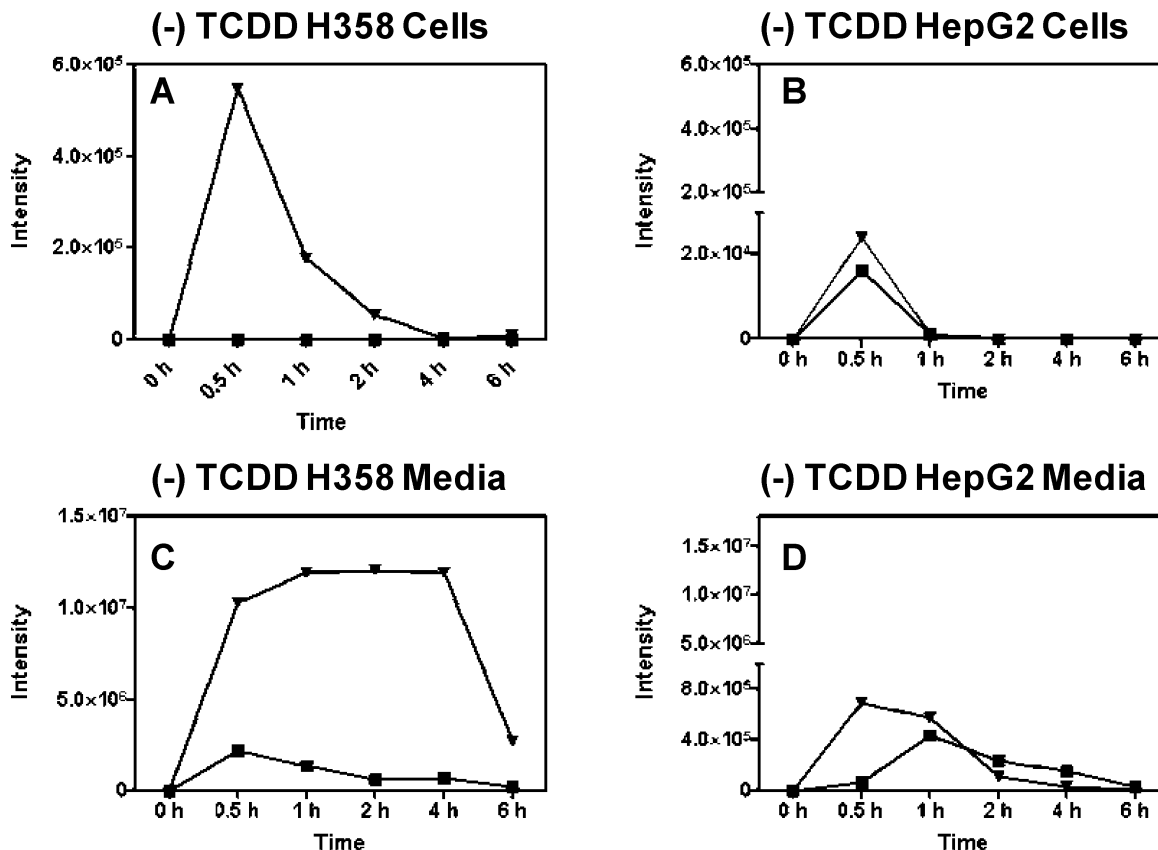 (-) TCDD H358 Cells
A
6.0×10⁵
4.0×10⁵
2.0×10⁵
0
Intensity
0 h 0.5 h 1 h 2 h 4 h 6 h
Time
(-) TCDD HepG2 Cells
B
6.0×10⁵
4.0×10⁵
2.0×10⁵
2.0×10⁴
0
Intensity
0 h 0.5 h 1 h 2 h 4 h 6 h
Time
(-) TCDD H358 Media
C
1.5×10⁷
1.0×10⁷
5.0×10⁶
0
Intensity
0 h 0.5 h 1 h 2 h 4 h 6 h
Time
(-) TCDD HepG2 Media
D
1.5×10⁷
1.0×10⁷
5.0×10⁶
8.0×10⁵
4.0×10⁵
0
Intensity
0 h 0.5 h 1 h 2 h 4 h 6 h
Time